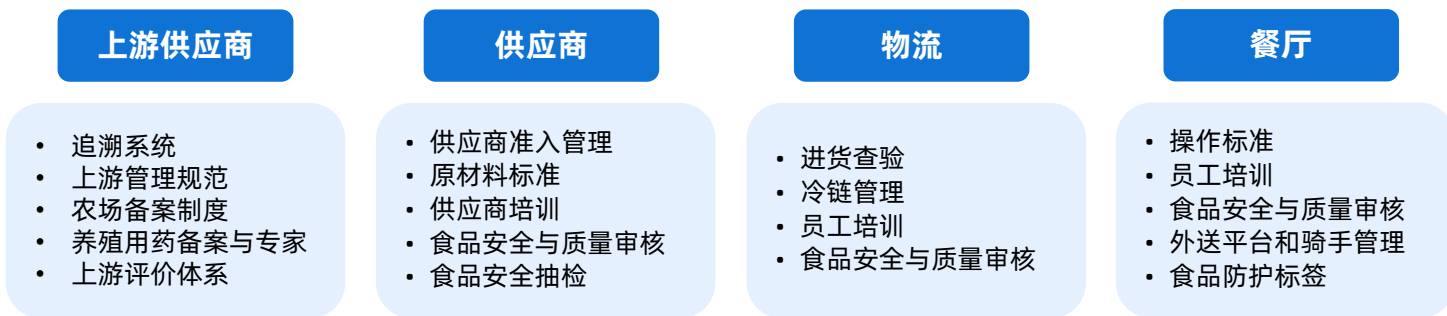 上游供应商
追溯系统
上游管理规范
农场备案制度
养殖用药备案与专家
上游评价体系
供应商
供应商准入管理
原材料标准
供应商培训
食品安全与质量审核
食品安全抽检
物流
进货查验
冷链管理
员工培训
食品安全与质量审核
餐厅
操作标准
员工培训
食品安全与质量审核
外送平台和骑手管理
食品防护标签